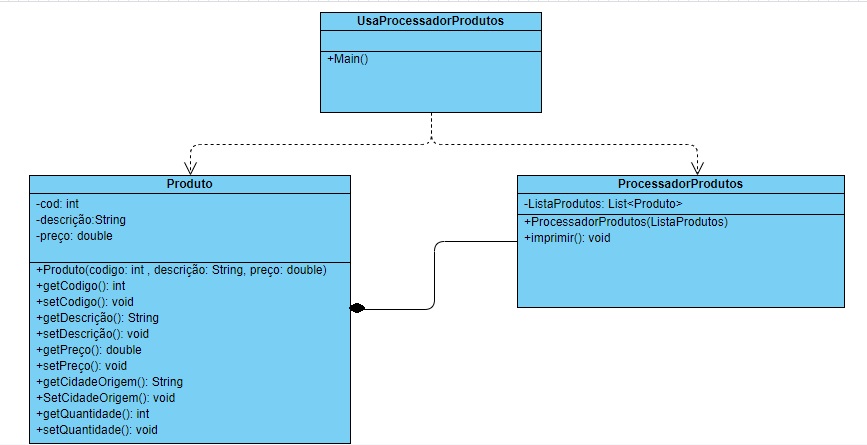 UsaProcessadorProdutos
+Main()
Produto
-cod: int
-descrição:String
-preço: double
+Produto(codigo: int , descrição: String, preço: double)
+getCodigo(): int
+setCodigo(): void
+getDescrição(): String
+setDescrição(): void
+getPreço(): double
+setPreço(): void
+getCidadeOrigem(): String
+SetCidadeOrigem(): void
+getQuantidade(): int
+setQuantidade(): void
ProcessadorProdutos
-ListaProdutos: List<Produto>
+ProcessadorProdutos(ListaProdutos)
+imprimir(): void